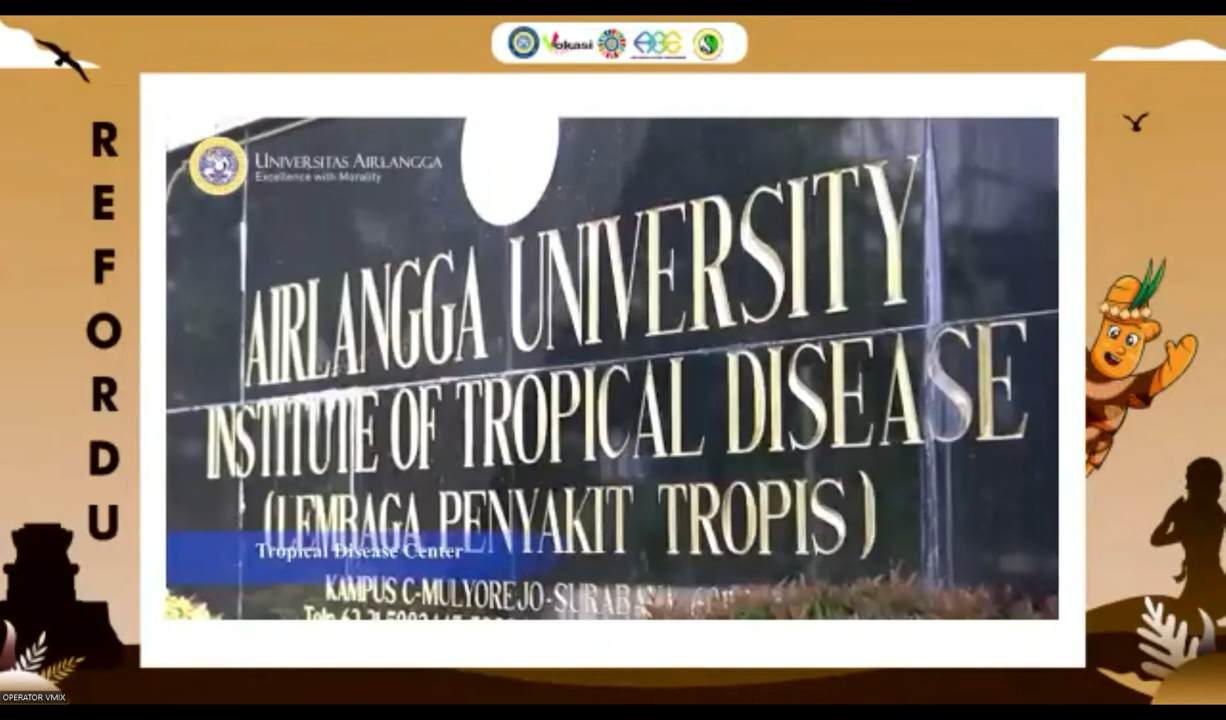 Vokasi
REFORDU
UNIVERSITAS AIRLANGGA
Excellence with Morality
AIRLANGGA UNIVERSITY
INSTITUTE OF TROPICAL DISEASE
(LEMBAGA PENYAKIT TROPIS)
Tropical Disease Center
KAMPUS C-MULYOREJO-SURABAYA
OPERATOR VMIX